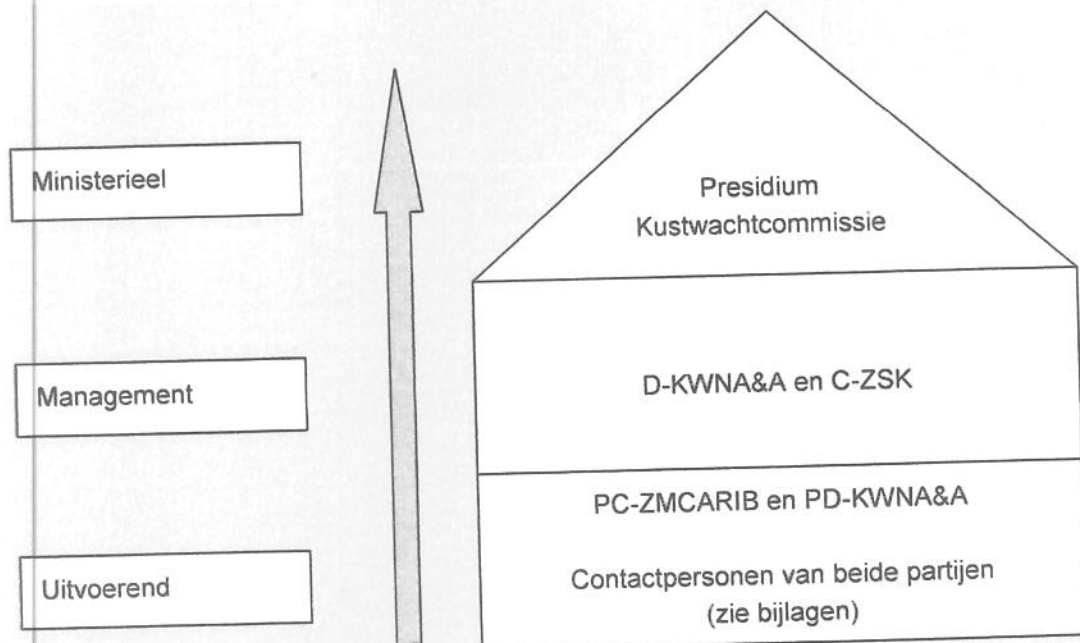 Ministerieel
Presidium
Kustwachtcommissie
Management
D-KWNA&A en C-ZSK
PC-ZMCARIB en PD-KWNA&A
Uitvoerend
Contactpersonen van beide partijen
(zie bijlagen)